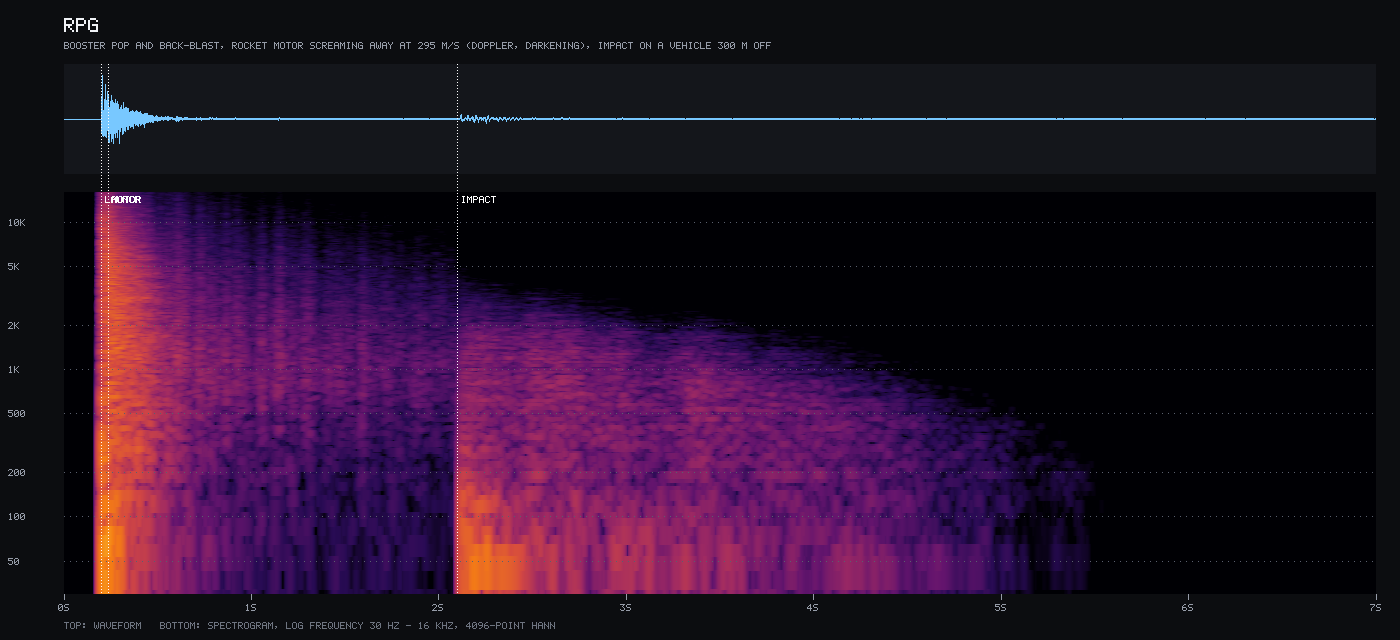 RPG
BOOSTER POP AND BACK-BLAST, ROCKET MOTOR SCREAMING AWAY AT 295 M/S (DOPPLER, DARKENING), IMPACT ON A VEHICLE 300 M OFF
IMPACT
10K
5K
2K
1K
500
200
100
50
0S 1S 2S 3S 4S 5S 6S 7S
TOP: WAVEFORM BOTTOM: SPECTROGRAM, LOG FREQUENCY 30 HZ - 16 KHZ, 4096-POINT HANN